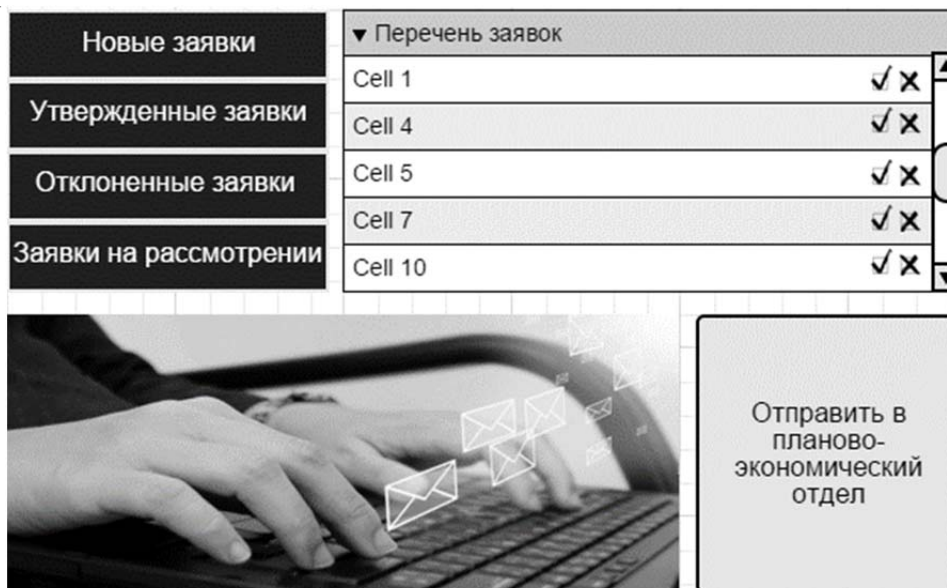 Новые заявки
Утвержденные заявки
Отклоненные заявки
Заявки на рассмотрении
▼ Перечень заявок
Cell 1
Cell 4
Cell 5
Cell 7
Cell 10
Отправить в
планово-
экономический
отдел